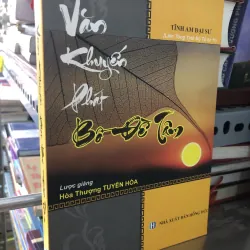 TỈNH AM ĐẠI SƯ
Văn
Khuyến
Phát
Bồ-Đề Tâm
Lược giảng
Hòa Thượng TUYÊN HÓA